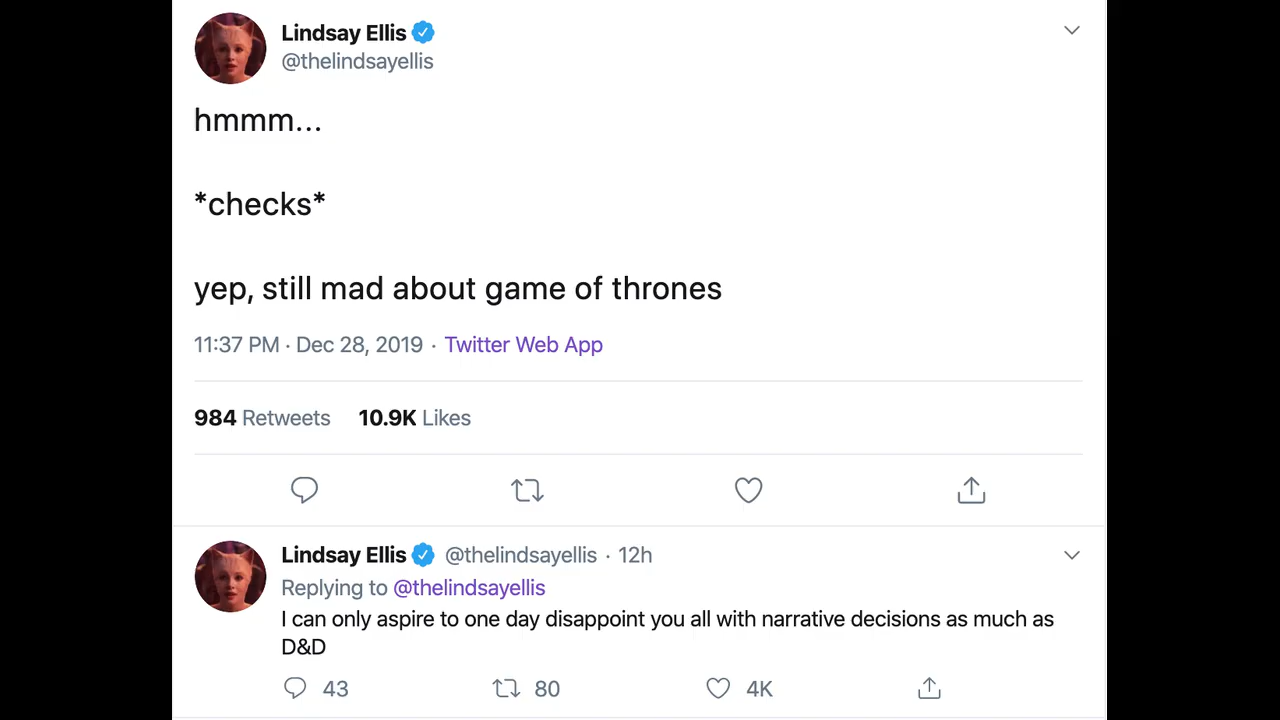 Lindsay Ellis
@thelindsayellis
hmmm...
*checks*
yep, still mad about game of thrones
11:37 PM · Dec 28, 2019 · Twitter Web App
984 Retweets 10.9K Likes
Lindsay Ellis @thelindsayellis · 12h
Replying to @thelindsayellis
I can only aspire to one day disappoint you all with narrative decisions as much as
D&D
43 80 4K